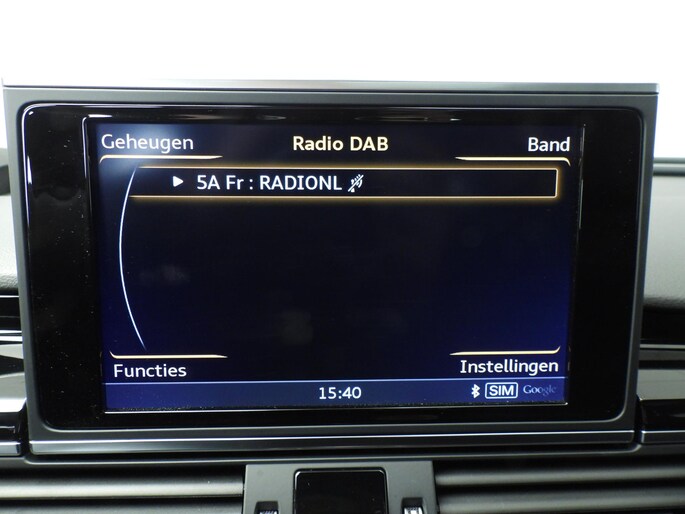 Geheugen Radio DAB Band
5A Fr : RADIONL
Functies Instellingen
15:40 SIM Google